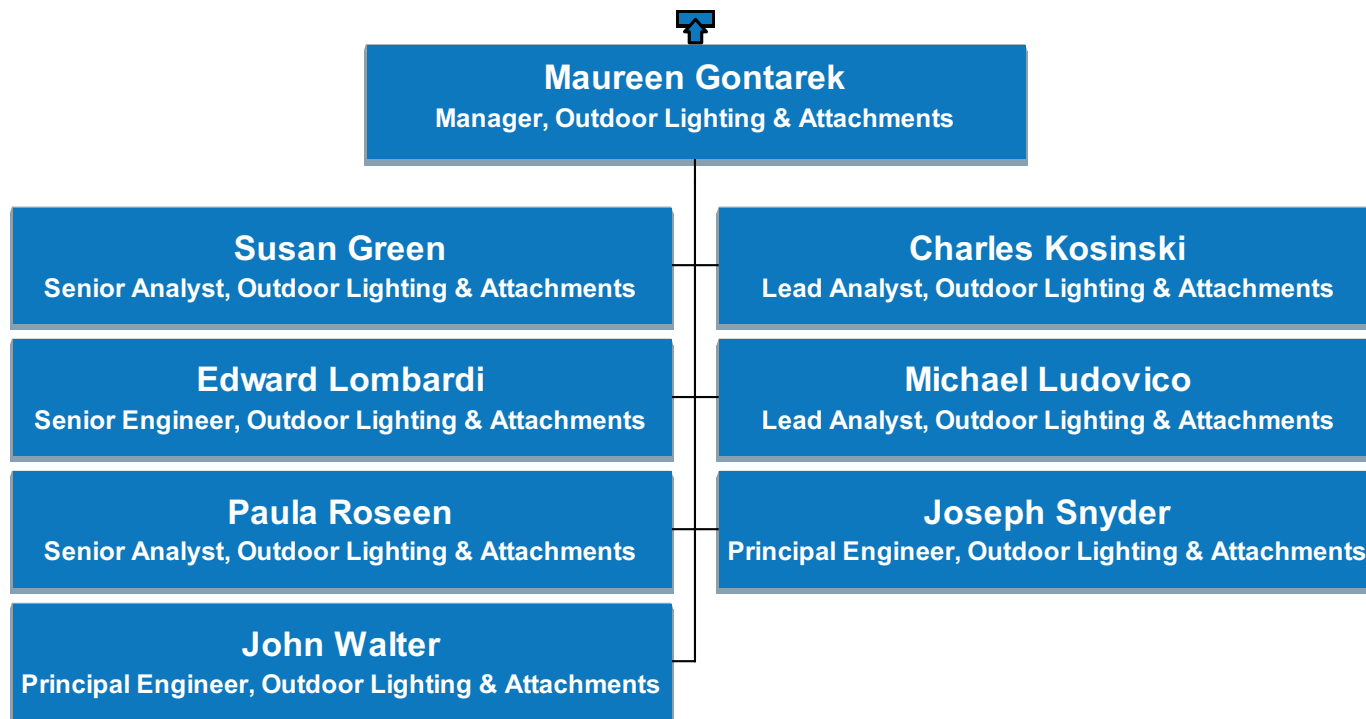 Maureen Gontarek
Manager, Outdoor Lighting & Attachments
Susan Green
Senior Analyst, Outdoor Lighting & Attachments
Charles Kosinski
Lead Analyst, Outdoor Lighting & Attachments
Edward Lombardi
Senior Engineer, Outdoor Lighting & Attachments
Michael Ludovico
Lead Analyst, Outdoor Lighting & Attachments
Paula Roseen
Senior Analyst, Outdoor Lighting & Attachments
Joseph Snyder
Principal Engineer, Outdoor Lighting & Attachments
John Walter
Principal Engineer, Outdoor Lighting & Attachments